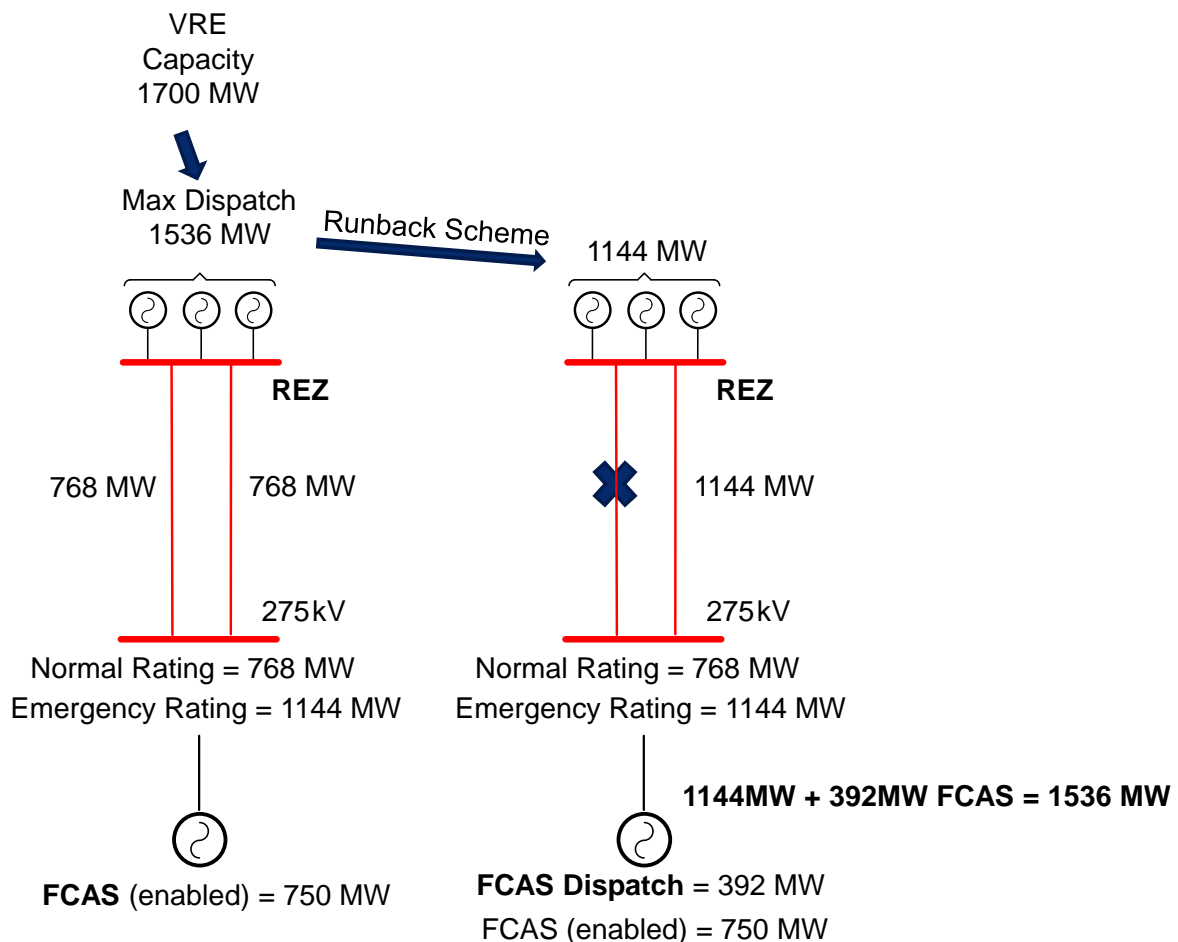 VRE
Capacity
1700 MW
Max Dispatch
1536 MW
Runback Scheme
1144 MW
REZ
REZ
768 MW
768 MW
1144 MW
275kV
275kV
Normal Rating = 768 MW
Emergency Rating = 1144 MW
Normal Rating = 768 MW
Emergency Rating = 1144 MW
1144MW + 392MW FCAS = 1536 MW
FCAS (enabled) = 750 MW
FCAS Dispatch = 392 MW
FCAS (enabled) = 750 MW